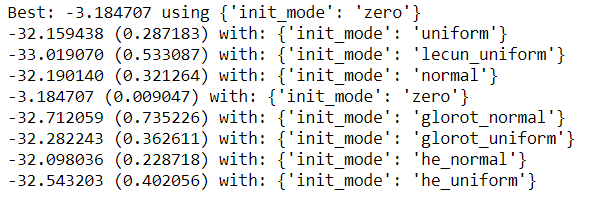 Best: -3.184707 using {'init_mode': 'zero'}
-32.159438 (0.287183) with: {'init_mode': 'uniform'}
-33.019070 (0.533087) with: {'init_mode': 'lecun_uniform'}
-32.190140 (0.321264) with: {'init_mode': 'normal'}
-3.184707 (0.009047) with: {'init_mode': 'zero'}
-32.712059 (0.735226) with: {'init_mode': 'glorot_normal'}
-32.282243 (0.362611) with: {'init_mode': 'glorot_uniform'}
-32.098036 (0.228718) with: {'init_mode': 'he_normal'}
-32.543203 (0.402056) with: {'init_mode': 'he_uniform'}